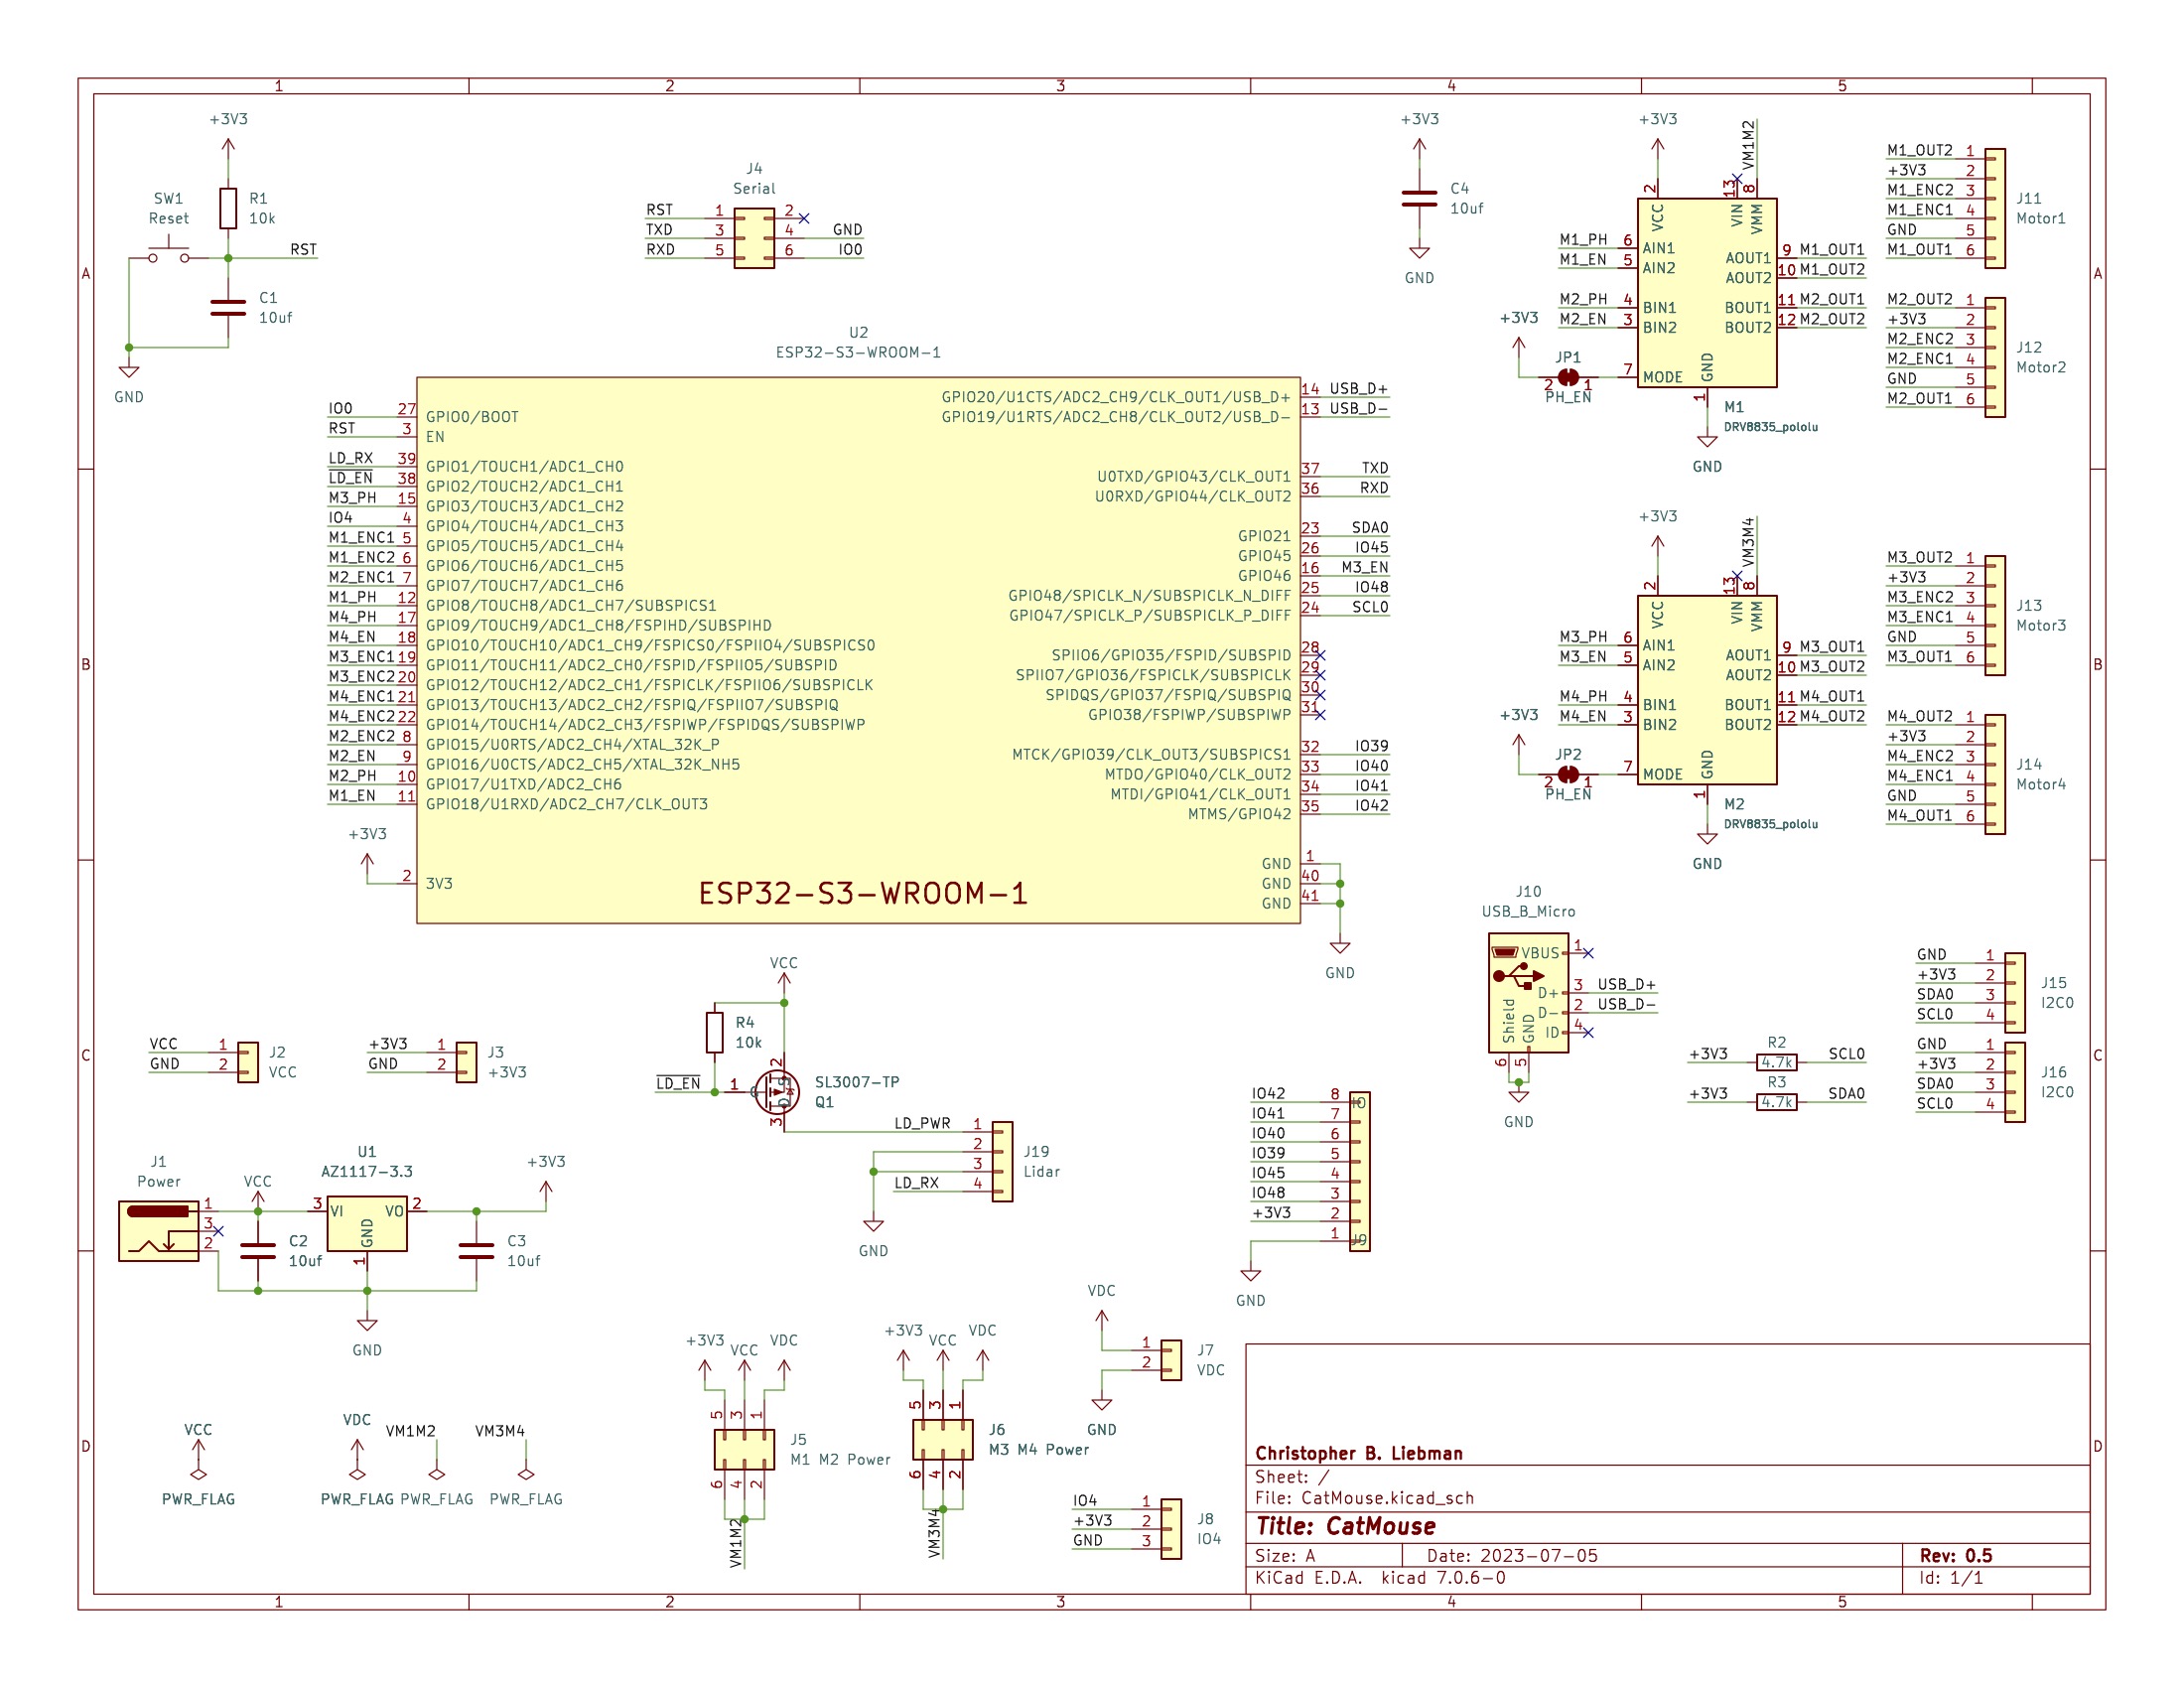 1 2 3 4 5
A
B
C
D
+3V3
R1
10k
SW1
Reset
RST
C1
10uf
GND
J4
Serial
RST 1 2
TXD 3 4 GND
RXD 5 6 IO0
U2
ESP32-S3-WROOM-1
IO0 27 GPIO0/BOOT
RST 3 EN
LD_RX 39 GPIO1/TOUCH1/ADC1_CH0
LD_EN 38 GPIO2/TOUCH2/ADC1_CH1
M3_PH 15 GPIO3/TOUCH3/ADC1_CH2
IO4 4 GPIO4/TOUCH4/ADC1_CH3
M1_ENC1 5 GPIO5/TOUCH5/ADC1_CH4
M1_ENC2 6 GPIO6/TOUCH6/ADC1_CH5
M2_ENC1 7 GPIO7/TOUCH7/ADC1_CH6
M1_PH 12 GPIO8/TOUCH8/ADC1_CH7/SUBSPICS1
M4_PH 17 GPIO9/TOUCH9/ADC1_CH8/FSPIHD/SUBSPIHD
M4_EN 18 GPIO10/TOUCH10/ADC1_CH9/FSPICS0/FSPIIO4/SUBSPICS0
M3_ENC1 19 GPIO11/TOUCH11/ADC2_CH0/FSPID/FSPIIO5/SUBSPID
M3_ENC2 20 GPIO12/TOUCH12/ADC2_CH1/FSPICLK/FSPIIO6/SUBSPICLK
M4_ENC1 21 GPIO13/TOUCH13/ADC2_CH2/FSPIQ/FSPIIO7/SUBSPIQ
M4_ENC2 22 GPIO14/TOUCH14/ADC2_CH3/FSPIWP/FSPIDQS/SUBSPIWP
M2_ENC2 8 GPIO15/U0RTS/ADC2_CH4/XTAL_32K_P
M2_EN 9 GPIO16/U0CTS/ADC2_CH5/XTAL_32K_NH5
M2_PH 10 GPIO17/U1TXD/ADC2_CH6
M1_EN 11 GPIO18/U1RXD/ADC2_CH7/CLK_OUT3
+3V3
2 3V3
GPIO20/U1CTS/ADC2_CH9/CLK_OUT1/USB_D+ 14 USB_D+
GPIO19/U1RTS/ADC2_CH8/CLK_OUT2/USB_D- 13 USB_D-
U0TXD/GPIO43/CLK_OUT1 37 TXD
U0RXD/GPIO44/CLK_OUT2 36 RXD
GPIO21 23 SDA0
GPIO45 26 IO45
GPIO46 16 M3_EN
GPIO48/SPICLK_N/SUBSPICLK_N_DIFF 25 IO48
GPIO47/SPICLK_P/SUBSPICLK_P_DIFF 24 SCL0
SPIIO6/GPIO35/FSPID/SUBSPID 28
SPIIO7/GPIO36/FSPICLK/SUBSPICLK 29
SPIDQS/GPIO37/FSPIQ/SUBSPIQ 30
GPIO38/FSPIWP/SUBSPIWP 31
MTCK/GPIO39/CLK_OUT3/SUBSPICS1 32 IO39
MTDO/GPIO40/CLK_OUT2 33 IO40
MTDI/GPIO41/CLK_OUT1 34 IO41
MTMS/GPIO42 35 IO42
GND 1
GND 40
GND 41
GND
ESP32-S3-WROOM-1
+3V3
C4
10uf
GND
+3V3
VM1M2
2 13 8
VCC VIN VMM
M1_PH 6 AIN1
M1_EN 5 AIN2
M2_PH 4 BIN1
M2_EN 3 BIN2
7 MODE
AOUT1 9 M1_OUT1
AOUT2 10 M1_OUT2
BOUT1 11 M2_OUT1
BOUT2 12 M2_OUT2
+3V3
JP1
2 1
PH_EN
GND
1
M1
DRV8835_pololu
GND
M1_OUT2 1
+3V3 2
M1_ENC2 3
M1_ENC1 4
GND 5
M1_OUT1 6
J11
Motor1
M2_OUT2 1
+3V3 2
M2_ENC2 3
M2_ENC1 4
GND 5
M2_OUT1 6
J12
Motor2
+3V3
VM3M4
2 13 8
VCC VIN VMM
M3_PH 6 AIN1
M3_EN 5 AIN2
M4_PH 4 BIN1
M4_EN 3 BIN2
7 MODE
AOUT1 9 M3_OUT1
AOUT2 10 M3_OUT2
BOUT1 11 M4_OUT1
BOUT2 12 M4_OUT2
+3V3
JP2
2 1
PH_EN
GND
1
M2
DRV8835_pololu
GND
M3_OUT2 1
+3V3 2
M3_ENC2 3
M3_ENC1 4
GND 5
M3_OUT1 6
J13
Motor3
M4_OUT2 1
+3V3 2
M4_ENC2 3
M4_ENC1 4
GND 5
M4_OUT1 6
J14
Motor4
J10
USB_B_Micro
VBUS 1
D+ 3 USB_D+
D- 2 USB_D-
ID 4
Shield GND
6 5
GND
GND 1
+3V3 2
SDA0 3
SCL0 4
J15
I2C0
GND 1
+3V3 2
SDA0 3
SCL0 4
J16
I2C0
R2
+3V3 4.7k SCL0
R3
+3V3 4.7k SDA0
VCC 1
GND 2
J2
VCC
+3V3 1
GND 2
J3
+3V3
VCC
R4
10k
LD_EN 1
2
G D S
3
SL3007-TP
Q1
LD_PWR 1
2
3
LD_RX 4
J19
Lidar
GND
IO42 8
IO41 7
IO40 6
IO39 5
IO45 4
IO48 3
+3V3 2
1
IO
J9
GND
J1
Power
1
3
2
VCC
C2
10uf
U1
AZ1117-3.3
3 VI VO 2
GND
1
+3V3
C3
10uf
GND
VCC
PWR_FLAG
VDC
PWR_FLAG
VM1M2
PWR_FLAG
VM3M4
PWR_FLAG
+3V3 VCC VDC
5 3 1
J5
M1 M2 Power
6 4 2
VM1M2
+3V3 VCC VDC
5 3 1
J6
M3 M4 Power
6 4 2
VM3M4
VDC
1
2
J7
VDC
GND
IO4 1
+3V3 2
GND 3
J8
IO4
Christopher B. Liebman
Sheet: /
File: CatMouse.kicad_sch
Title: CatMouse
Size: A Date: 2023-07-05 Rev: 0.5
KiCad E.D.A. kicad 7.0.6-0 Id: 1/1
A
B
C
D
1 2 3 4 5